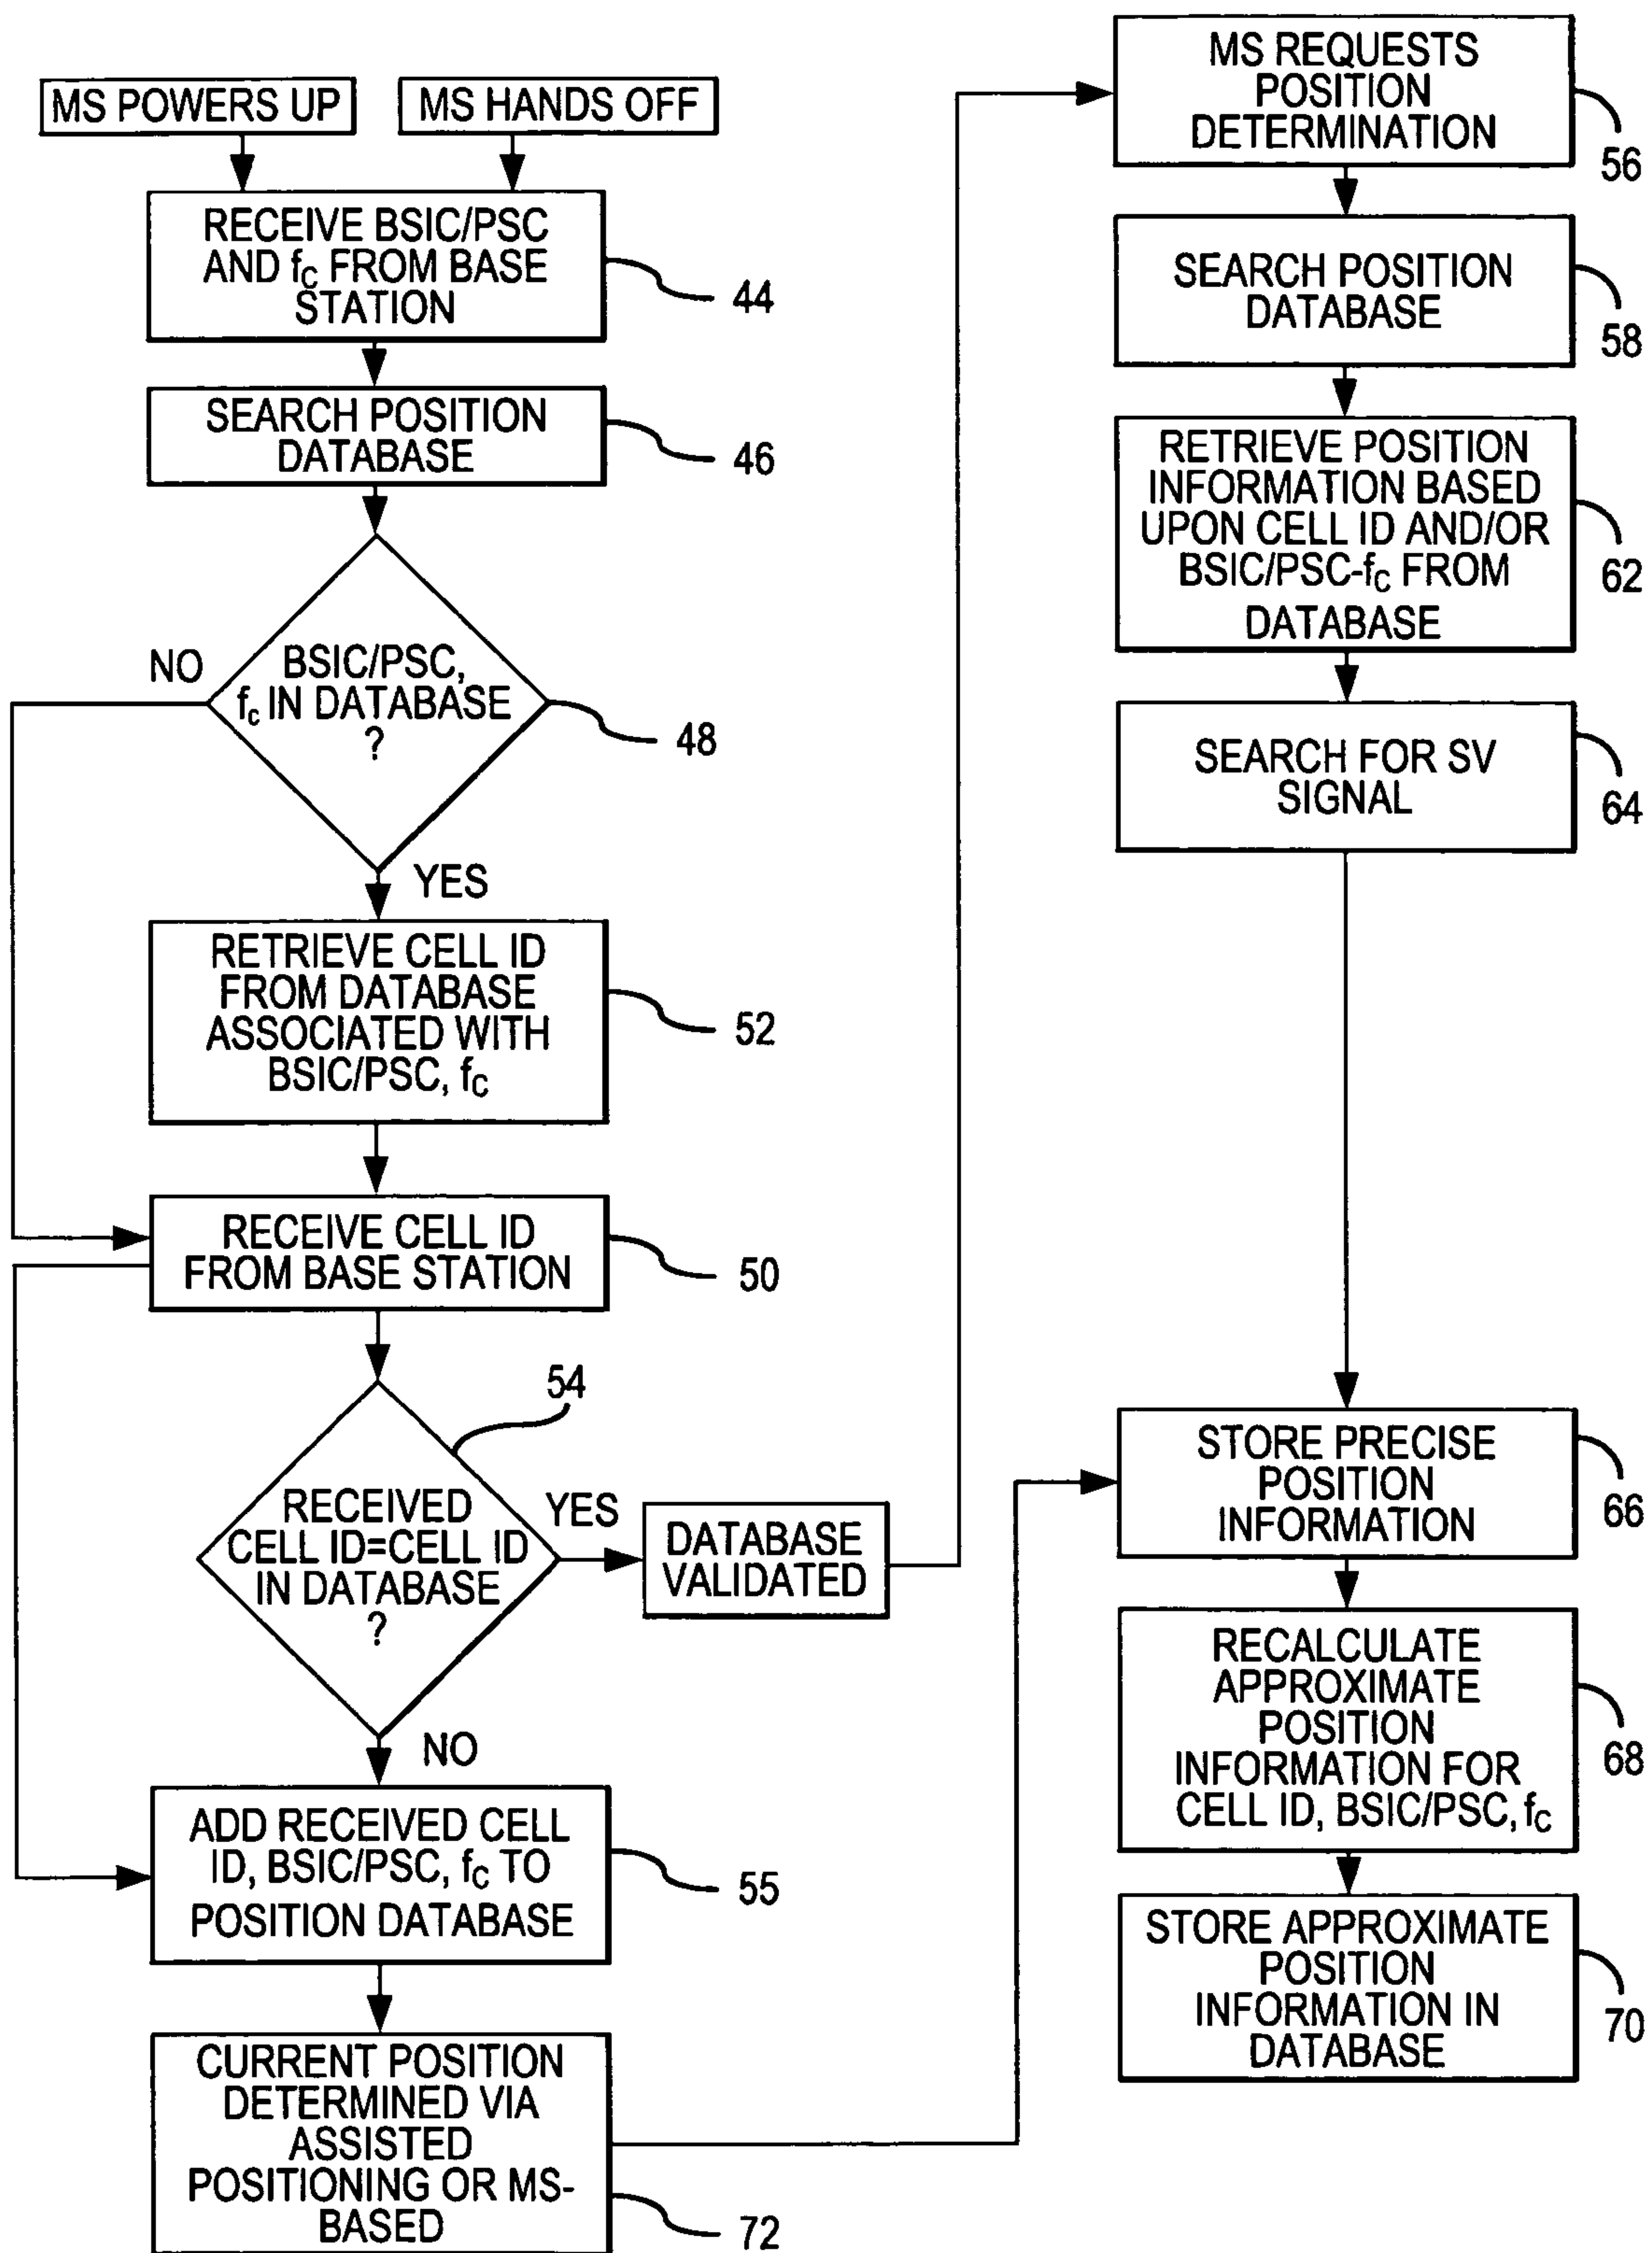 MS POWERS UP
MS HANDS OFF
RECEIVE BSIC/PSC
AND fC FROM BASE
STATION
44
SEARCH POSITION
DATABASE
46
NO
BSIC/PSC,
fc IN DATABASE
?
48
YES
RETRIEVE CELL ID
FROM DATABASE
ASSOCIATED WITH
BSIC/PSC, fC
52
RECEIVE CELL ID
FROM BASE STATION
50
54
RECEIVED
CELL ID=CELL ID
IN DATABASE
?
YES
DATABASE
VALIDATED
NO
ADD RECEIVED CELL
ID, BSIC/PSC, fC TO
POSITION DATABASE
55
CURRENT POSITION
DETERMINED VIA
ASSISTED
POSITIONING OR MS-
BASED
72
MS REQUESTS
POSITION
DETERMINATION
56
SEARCH POSITION
DATABASE
58
RETRIEVE POSITION
INFORMATION BASED
UPON CELL ID AND/OR
BSIC/PSC-fC FROM
DATABASE
62
SEARCH FOR SV
SIGNAL
64
STORE PRECISE
POSITION
INFORMATION
66
RECALCULATE
APPROXIMATE
POSITION
INFORMATION FOR
CELL ID, BSIC/PSC, fC
68
STORE APPROXIMATE
POSITION
INFORMATION IN
DATABASE
70